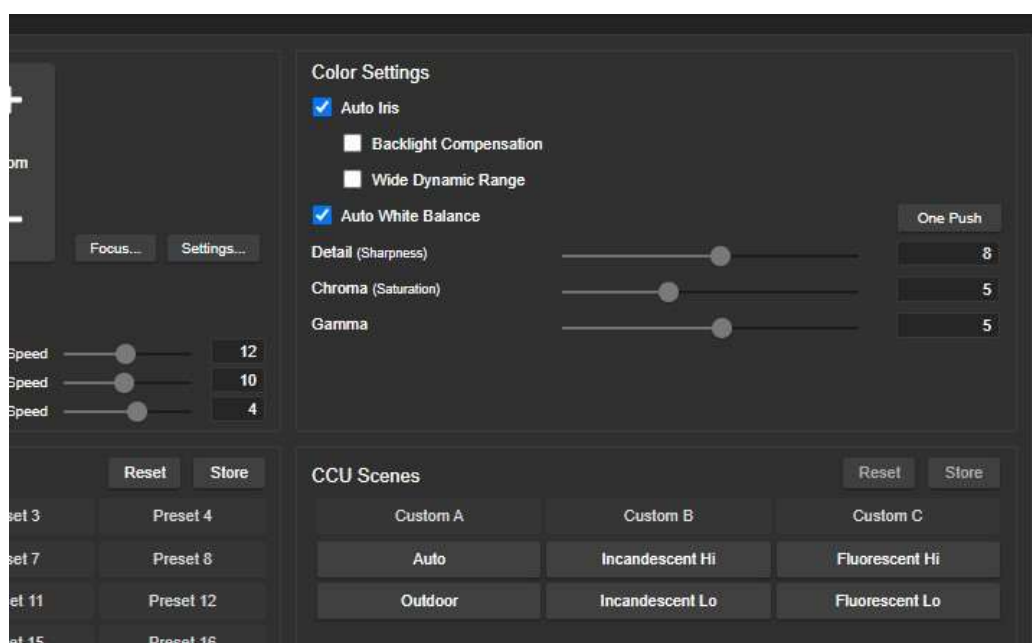 Color Settings
Auto Iris
Backlight Compensation
Wide Dynamic Range
Auto White Balance
One Push
Detail (Sharpness) 8
Chroma (Saturation) 5
Gamma 5
om
Focus... Settings...
Speed 12
Speed 10
Speed 4
Reset Store
set 3 Preset 4
set 7 Preset 8
et 11 Preset 12
et 15 Preset 16
CCU Scenes Reset Store
Custom A Custom B Custom C
Auto Incandescent Hi Fluorescent Hi
Outdoor Incandescent Lo Fluorescent Lo